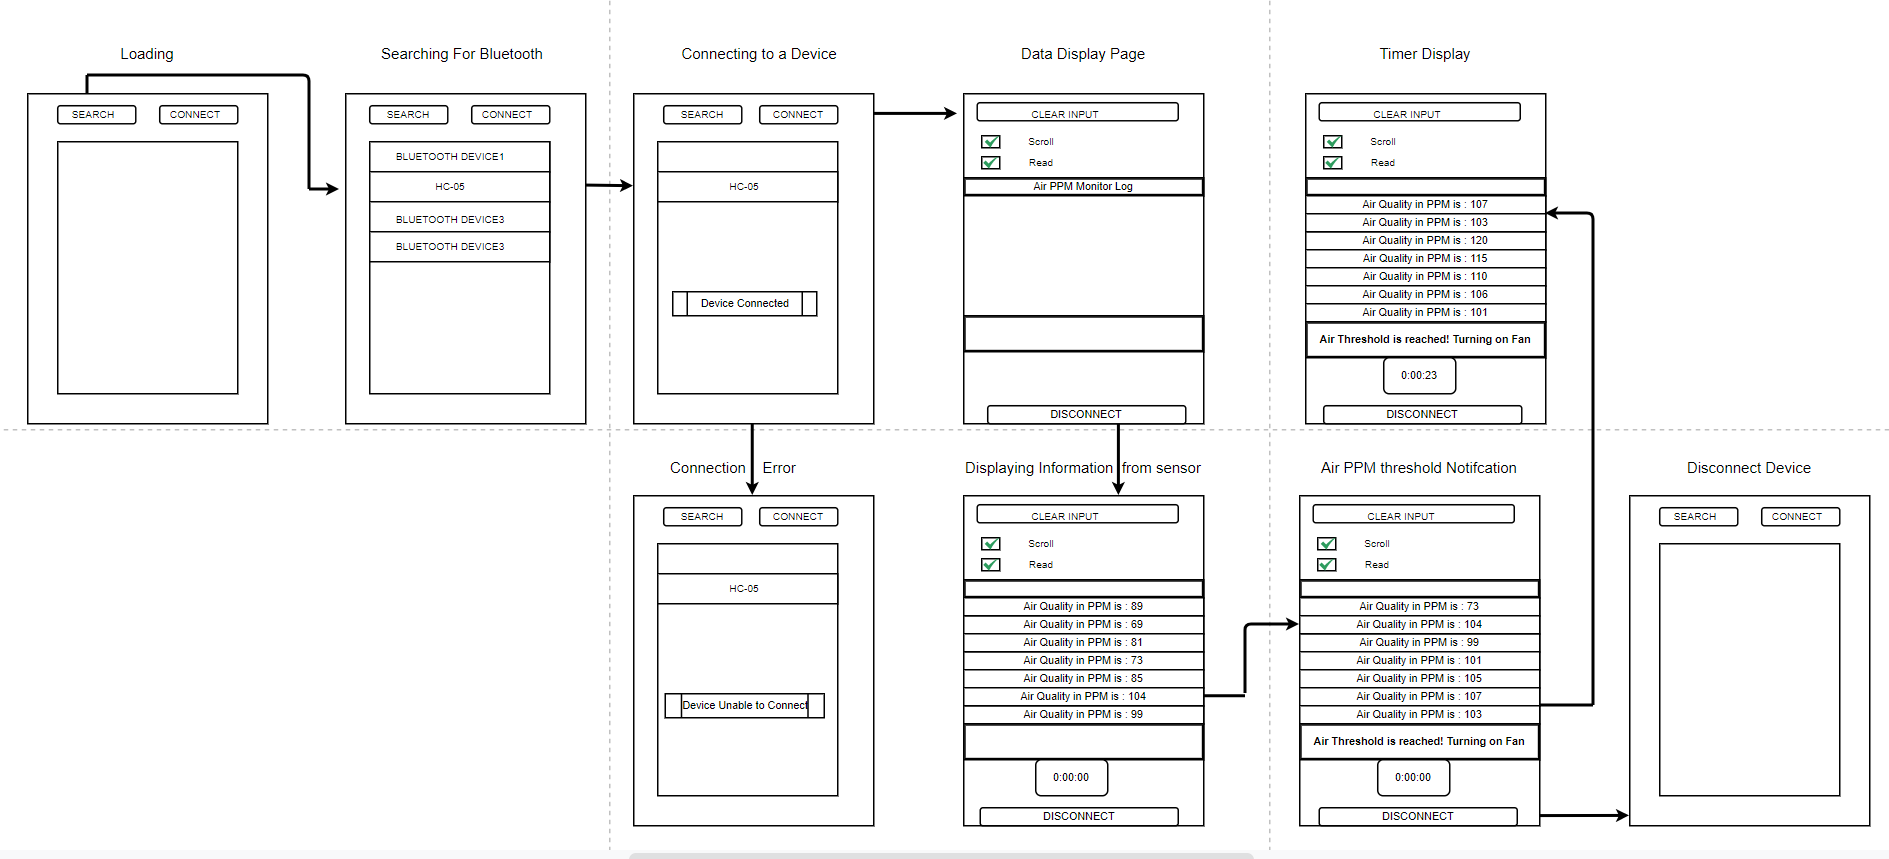 Loading
SEARCH
CONNECT
Searching For Bluetooth
SEARCH
CONNECT
BLUETOOTH DEVICE1
HC-05
BLUETOOTH DEVICE3
BLUETOOTH DEVICE3
Connecting to a Device
SEARCH
CONNECT
HC-05
Device Connected
Data Display Page
CLEAR INPUT
Scroll
Read
Air PPM Monitor Log
DISCONNECT
Timer Display
CLEAR INPUT
Scroll
Read
Air Quality in PPM is : 107
Air Quality in PPM is : 103
Air Quality in PPM is : 120
Air Quality in PPM is : 115
Air Quality in PPM is : 110
Air Quality in PPM is : 106
Air Quality in PPM is : 101
Air Threshold is reached! Turning on Fan
0:00:23
DISCONNECT
Connection Error
SEARCH
CONNECT
HC-05
Device Unable to Connect
Displaying Information from sensor
CLEAR INPUT
Scroll
Read
Air Quality in PPM is : 89
Air Quality in PPM is : 69
Air Quality in PPM is : 81
Air Quality in PPM is : 73
Air Quality in PPM is : 85
Air Quality in PPM is : 104
Air Quality in PPM is : 99
0:00:00
DISCONNECT
Air PPM threshold Notifcation
CLEAR INPUT
Scroll
Read
Air Quality in PPM is : 73
Air Quality in PPM is : 104
Air Quality in PPM is : 99
Air Quality in PPM is : 101
Air Quality in PPM is : 105
Air Quality in PPM is : 107
Air Quality in PPM is : 103
Air Threshold is reached! Turning on Fan
0:00:00
DISCONNECT
Disconnect Device
SEARCH
CONNECT